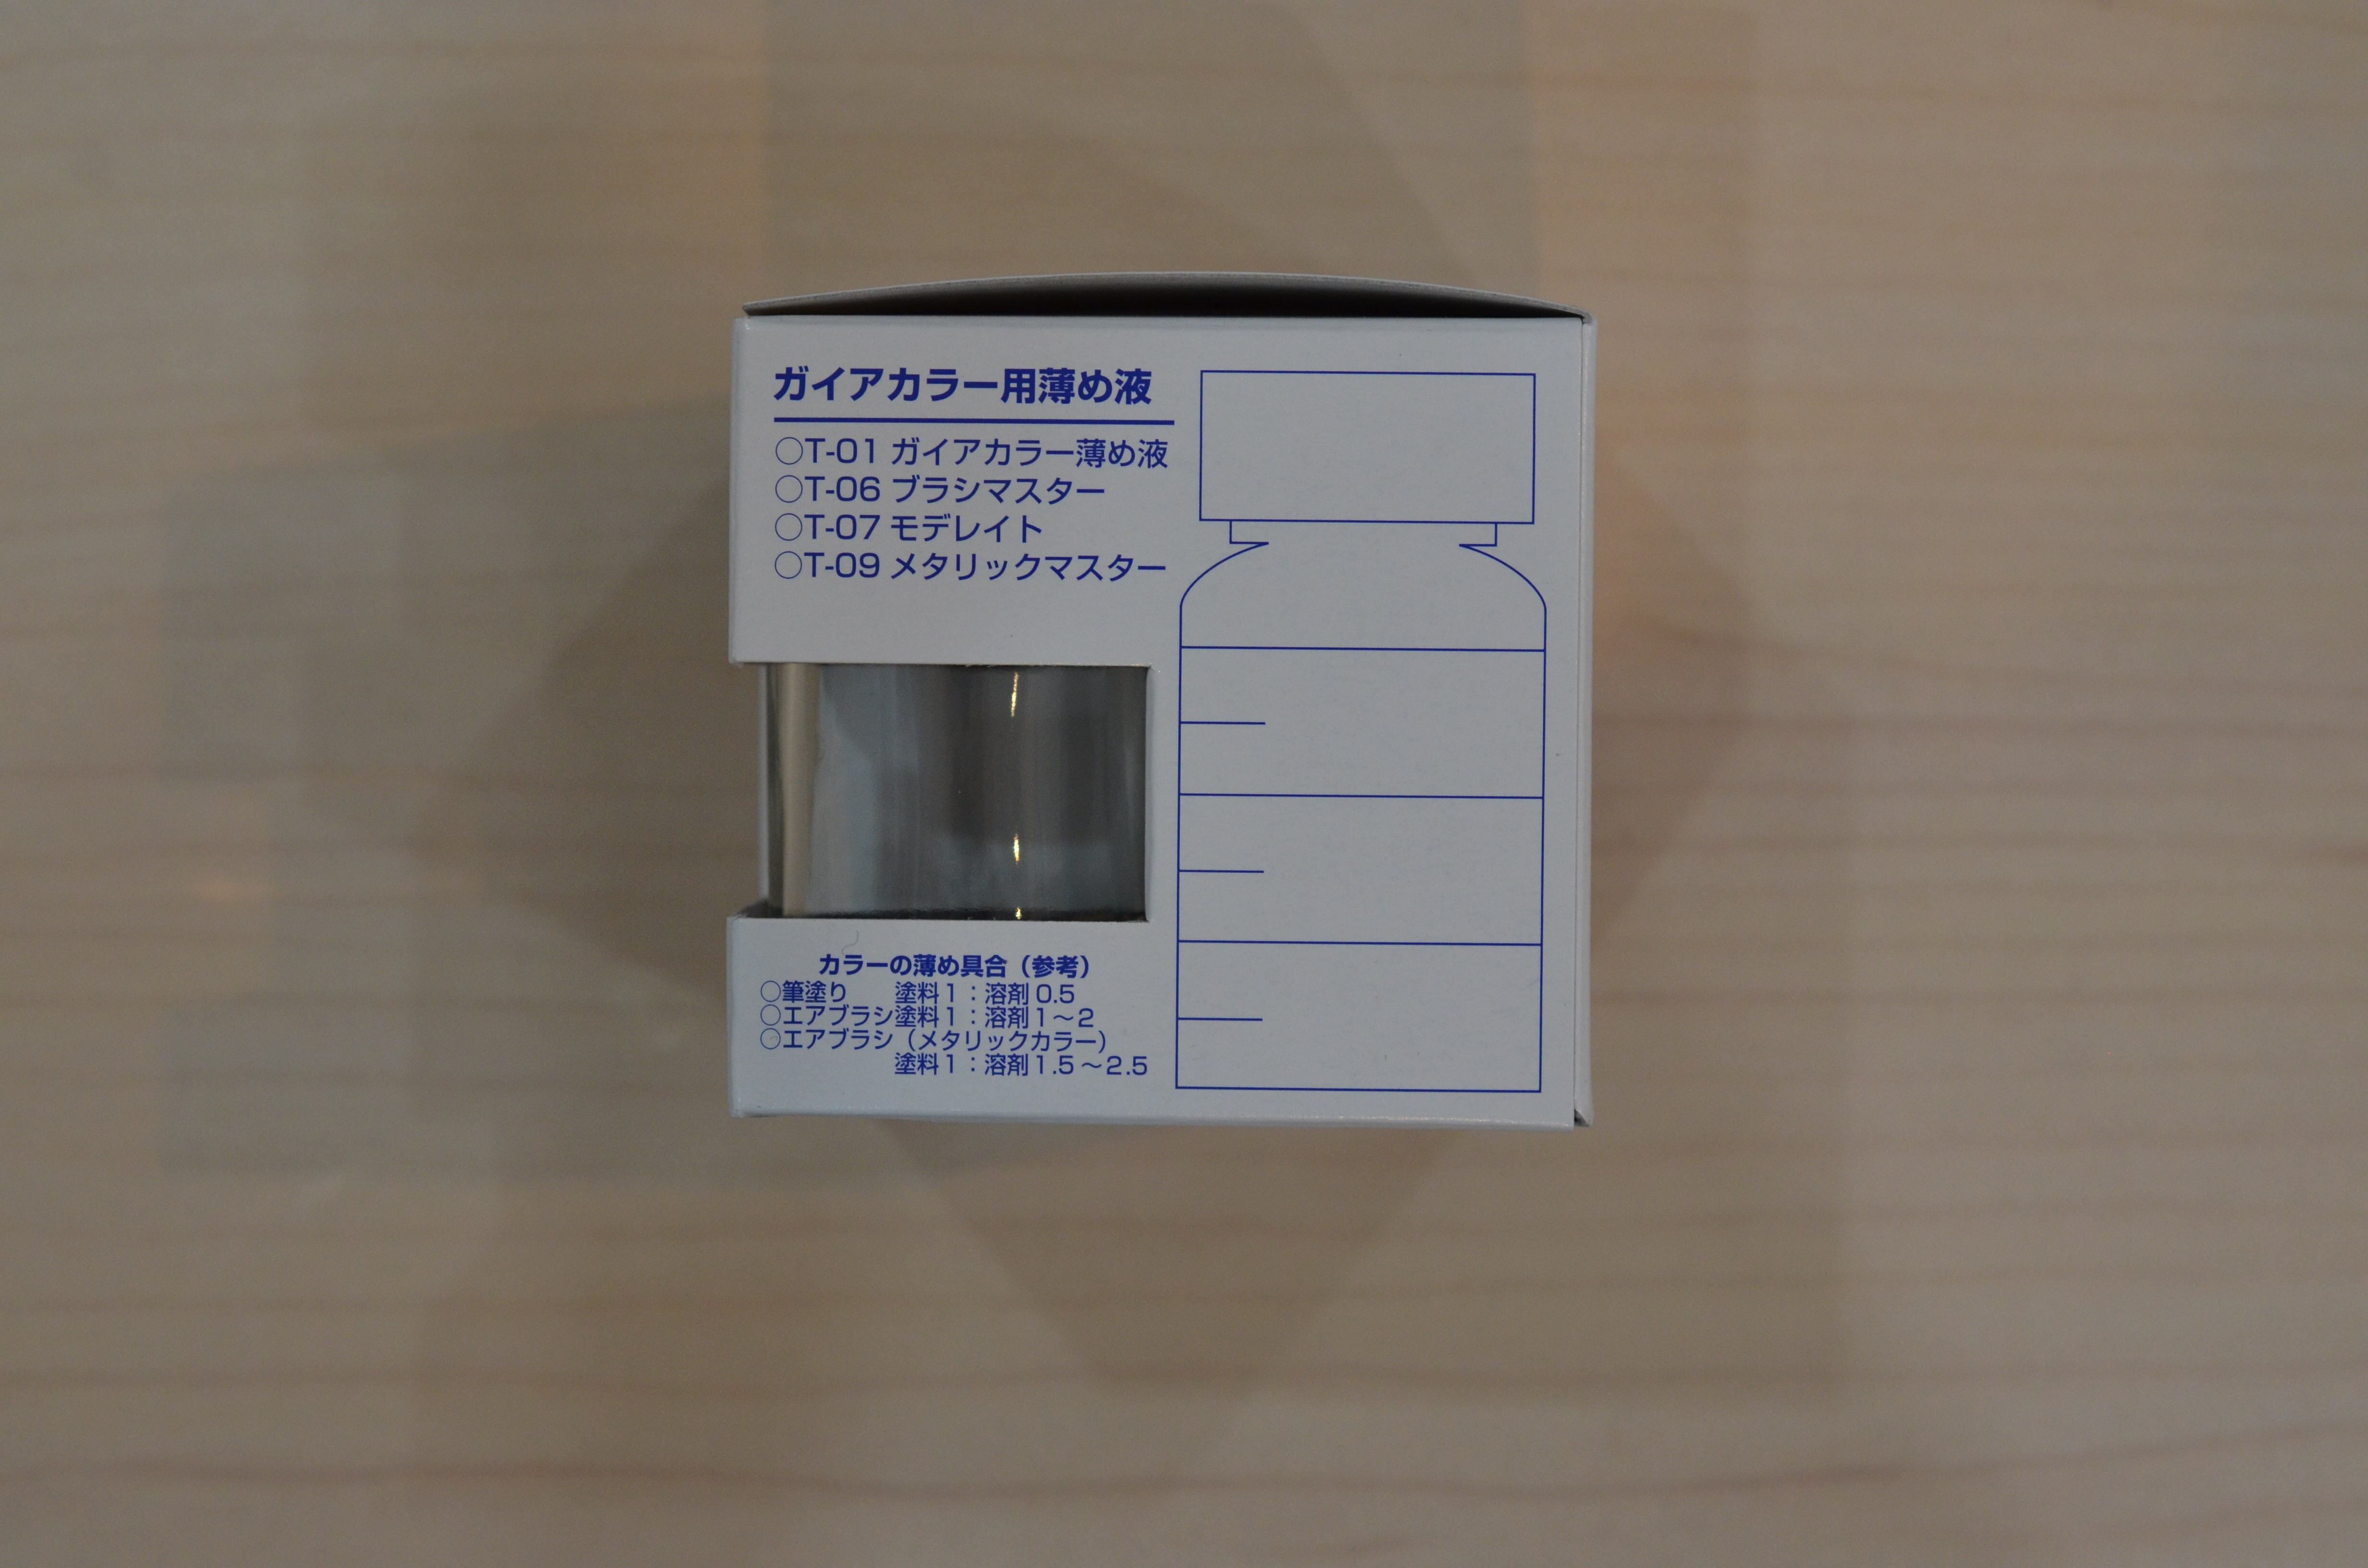 ガイアカラー用薄め液
○T-01 ガイアカラー薄め液
○T-06 ブラシマスター
○T-07 モデレイト
○T-09 メタリックマスター
カラーの薄め具合（参考）
○筆塗り　　塗料1：溶剤0.5
○エアブラシ塗料1：溶剤1～2
○エアブラシ（メタリックカラー）
塗料1：溶剤1.5～2.5